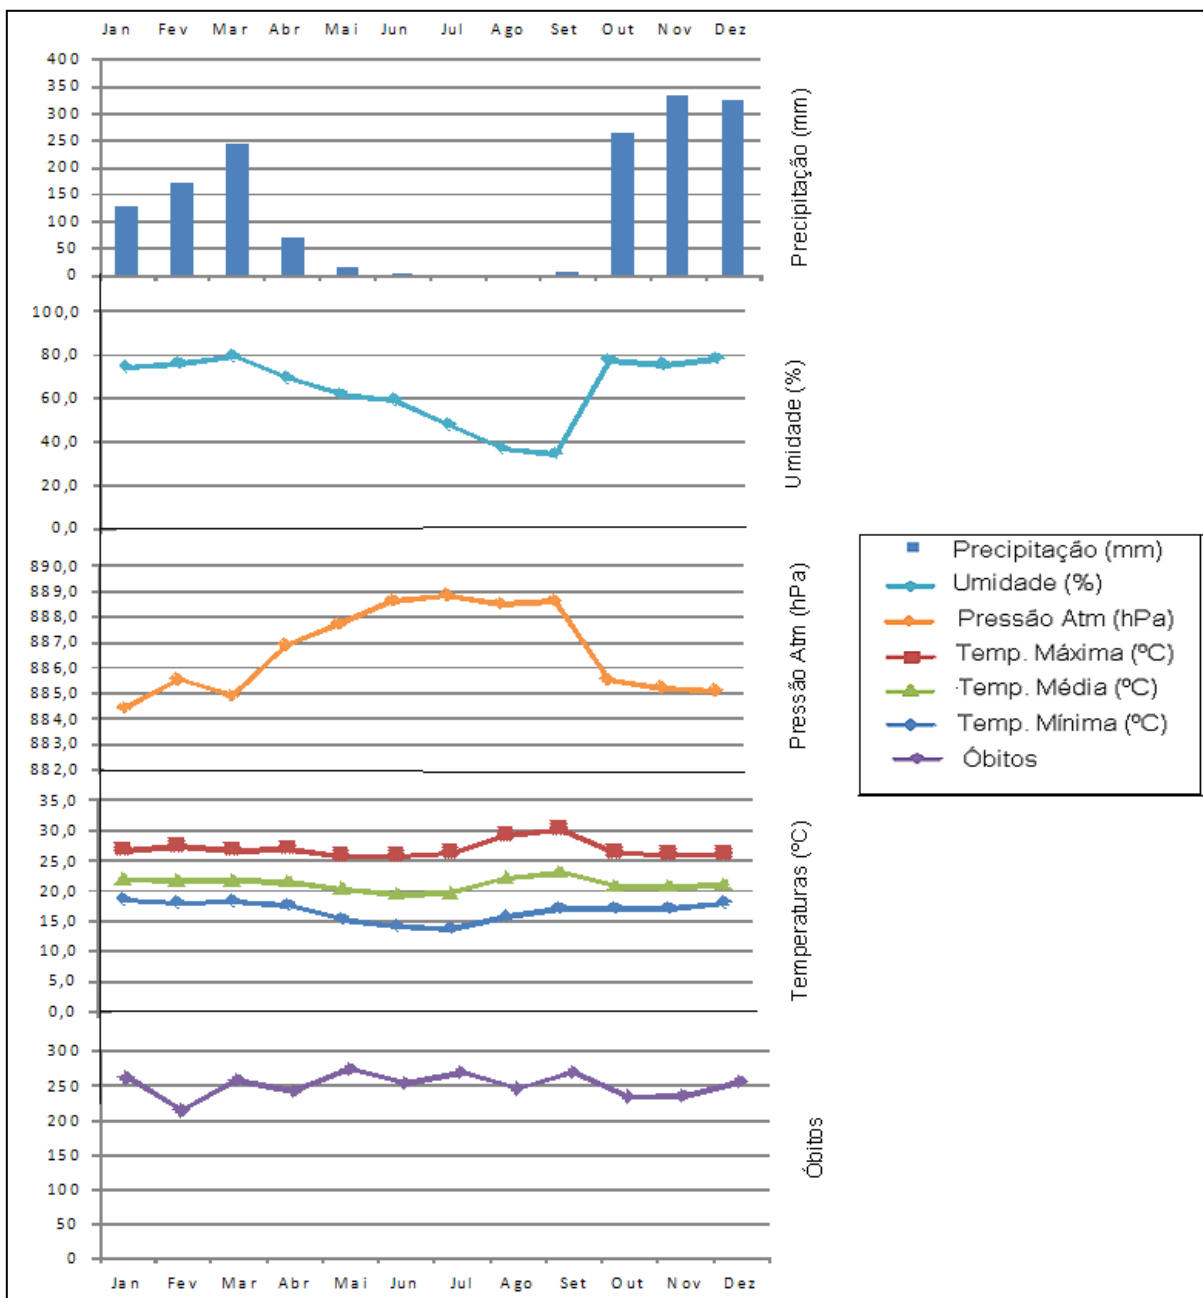 Jan Fev Mar Abr Mai Jun Jul Ago Set Out Nov Dez
400
350
300
250
200
150
100
50
0
Precipitação (mm)
100,0
80,0
60,0
40,0
20,0
0,0
Umidade (%)
890,0
889,0
888,0
887,0
886,0
885,0
884,0
883,0
882,0
Pressão Atm (hPa)
35,0
30,0
25,0
20,0
15,0
10,0
5,0
0,0
Temperaturas (ºC)
300
250
200
150
100
50
0
Óbitos
Jan Fev Mar Abr Mai Jun Jul Ago Set Out Nov Dez
Precipitação (mm)
Umidade (%)
Pressão Atm (hPa)
Temp. Máxima (ºC)
Temp. Média (ºC)
Temp. Mínima (ºC)
Óbitos